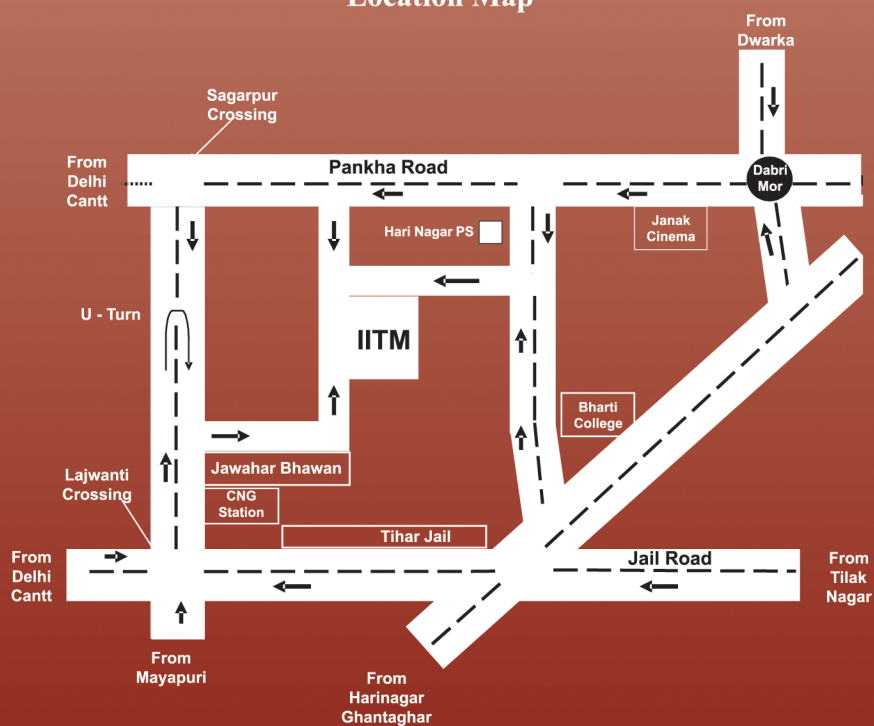 Location Map
From
Dwarka
Sagarpur
Crossing
From
Delhi
Cantt
Pankha Road
Dabri
Mor
Hari Nagar PS
Janak
Cinema
U - Turn
IITM
Bharti
College
Jawahar Bhawan
Lajwanti
Crossing
CNG
Station
Tihar Jail
From
Delhi
Cantt
Jail Road
From
Tilak
Nagar
From
Mayapuri
From
Harinagar
Ghantaghar